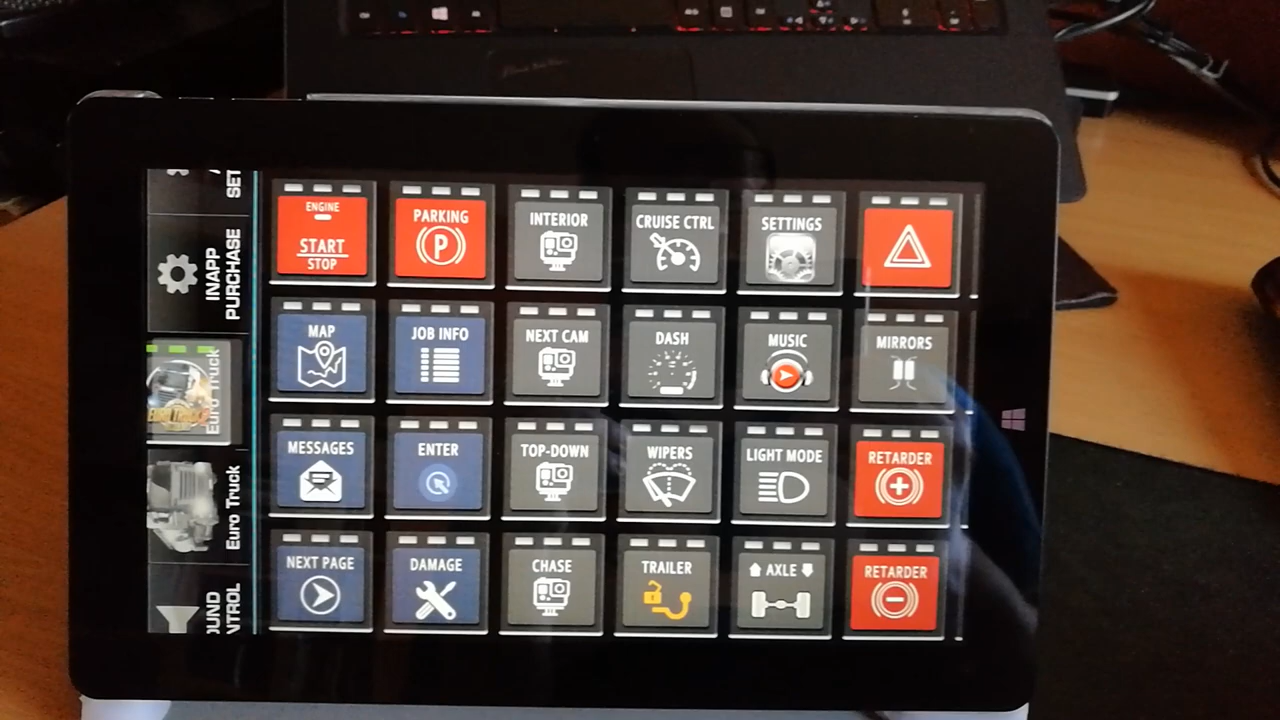 SET
INAPP
PURCHASE
Euro Truck
Euro Truck
OUND
NTROL
ENGINE
START
STOP
PARKING
P
INTERIOR
CRUISE CTRL
SETTINGS
MAP
JOB INFO
NEXT CAM
DASH
MUSIC
MIRRORS
MESSAGES
ENTER
TOP-DOWN
WIPERS
LIGHT MODE
RETARDER
NEXT PAGE
DAMAGE
CHASE
TRAILER
AXLE
RETARDER